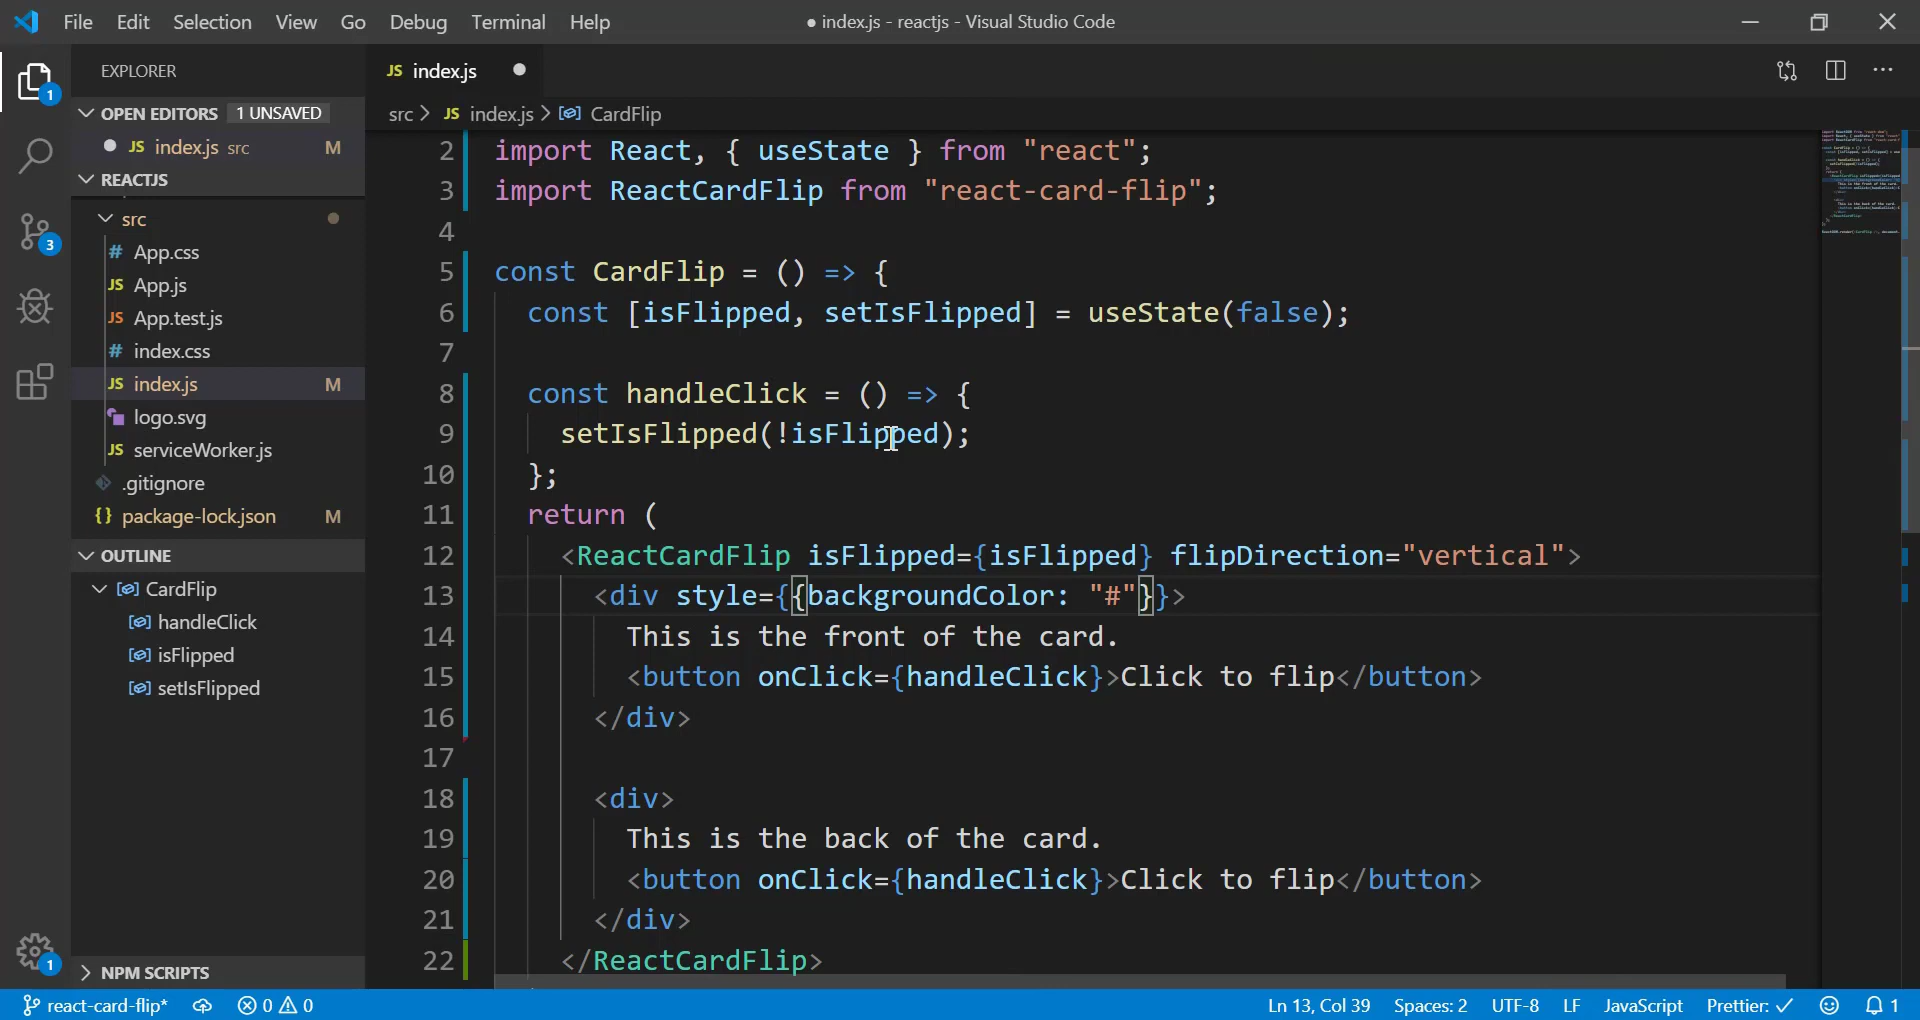 File Edit Selection View Go Debug Terminal Help
● index.js - reactjs - Visual Studio Code
EXPLORER
OPEN EDITORS 1 UNSAVED
JS index.js src M
REACTJS
src
# App.css
JS App.js
JS App.test.js
# index.css
JS index.js M
logo.svg
JS serviceWorker.js
.gitignore
{} package-lock.json M
OUTLINE
CardFlip
handleClick
isFlipped
setIsFlipped
NPM SCRIPTS
1
3
1
JS index.js
src > JS index.js > CardFlip
2 import React, { useState } from "react";
3 import ReactCardFlip from "react-card-flip";
4
5 const CardFlip = () => {
6 const [isFlipped, setIsFlipped] = useState(false);
7
8 const handleClick = () => {
9 setIsFlipped(!isFlipped);
10 };
11 return (
12 <ReactCardFlip isFlipped={isFlipped} flipDirection="vertical">
13 <div style={{backgroundColor: "#"}}>
14 This is the front of the card.
15 <button onClick={handleClick}>Click to flip</button>
16 </div>
17
18 <div>
19 This is the back of the card.
20 <button onClick={handleClick}>Click to flip</button>
21 </div>
22 </ReactCardFlip>
react-card-flip* 0 0 Ln 13, Col 39 Spaces: 2 UTF-8 LF JavaScript Prettier: ✓ 1